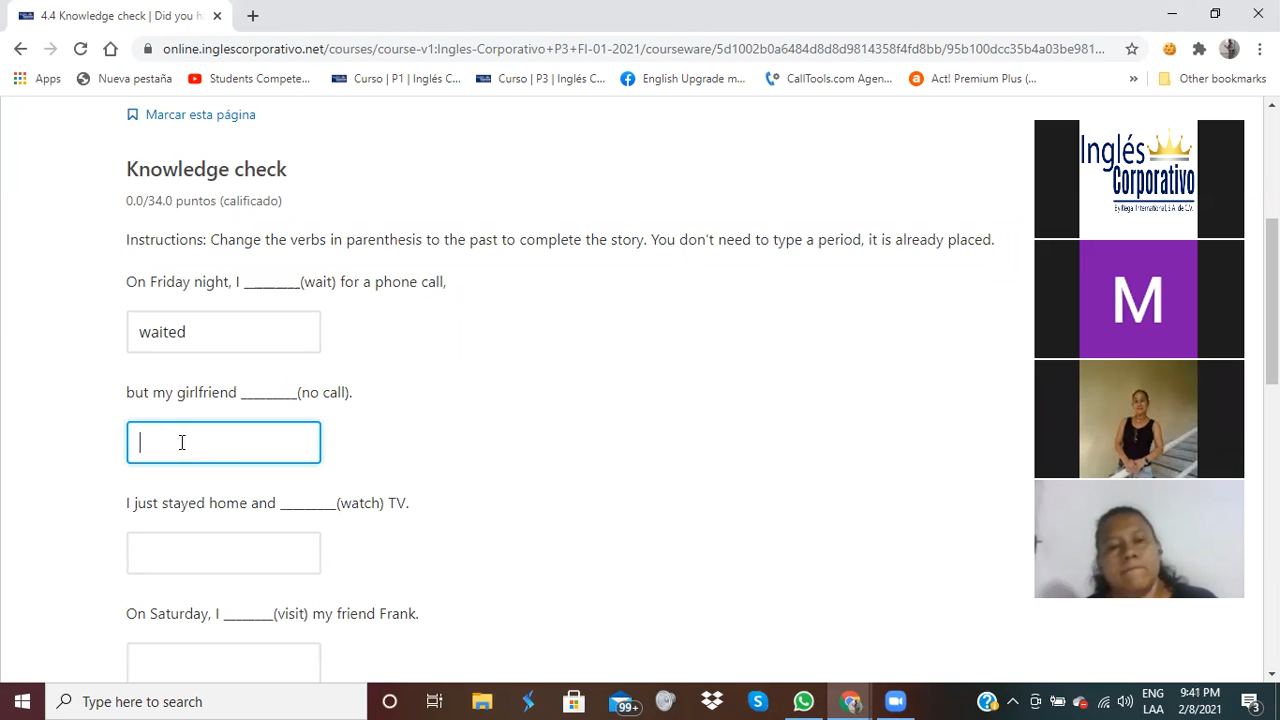 4.4 Knowledge check | Did you h
online.inglescorporativo.net/courses/course-v1:Ingles-Corporativo+P3+FI-01-2021/courseware/5d1002b0a6484d8d8d9814358f4fd8bb/95b100dcc35b4a03be981...
Apps
Nueva pestaña
Students Compete...
Curso | P1 | Inglés C...
Curso | P3 | Inglés C...
English Upgrade m...
CallTools.com Agen...
Act! Premium Plus (...
»
Other bookmarks
Marcar esta página
Knowledge check
0.0/34.0 puntos (calificado)
Instructions: Change the verbs in parenthesis to the past to complete the story. You don't need to type a period, it is already placed.
On Friday night, I ________(wait) for a phone call,
waited
but my girlfriend ________(no call).
I just stayed home and ________(watch) TV.
On Saturday, I _______(visit) my friend Frank.
Inglés
Corporativo
M
Type here to search
99+
ENG
LAA
9:41 PM
2/8/2021
3